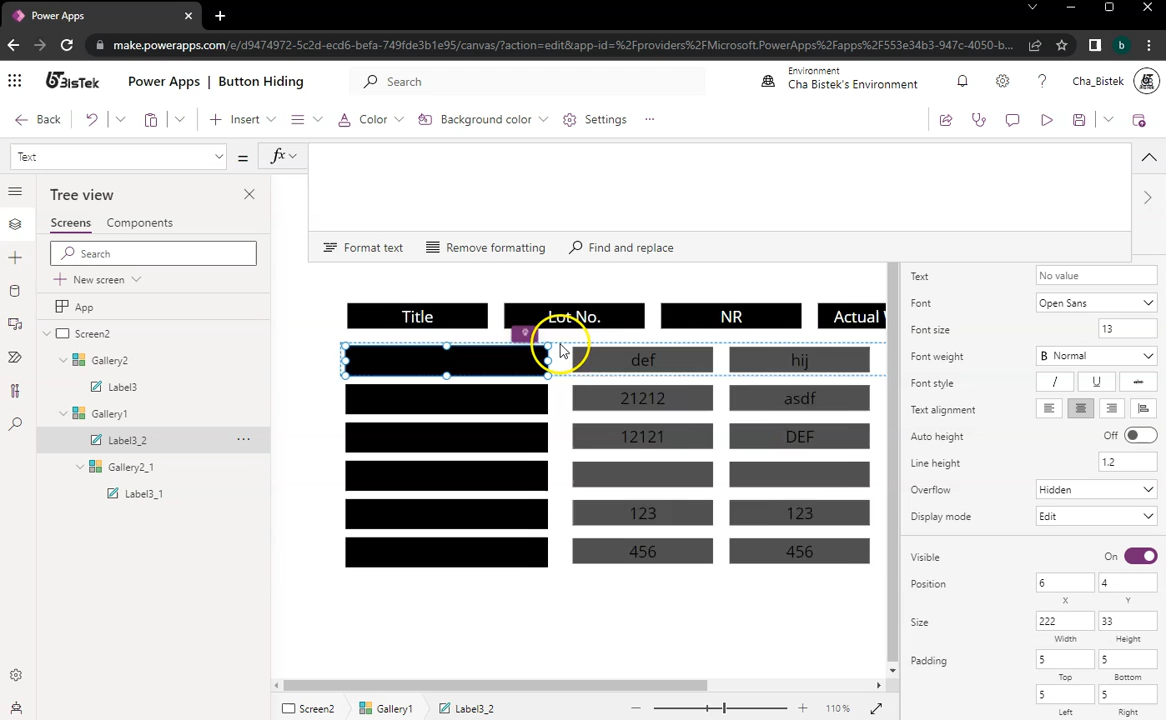 Power Apps
make.powerapps.com/e/d9474972-5c2d-ecd6-befa-749fde3b1e95/canvas/?action=edit&app-id=%2Fproviders%2FMicrosoft.PowerApps%2Fapps%2F553e34b3-947c-4050-b...
b
BISTEK Power Apps | Button Hiding
Search
Environment
Cha Bistek's Environment
Cha_Bistek
Back
Insert
Color
Background color
Settings
Text
=
fx
Format text
Remove formatting
Find and replace
Tree view
Screens
Components
Search
New screen
App
Screen2
Gallery2
Label3
Gallery1
Label3_2
Gallery2_1
Label3_1
Title
Lot No.
NR
Actual
def
hij
21212
asdf
12121
DEF
123
123
456
456
Text
No value
Font
Open Sans
Font size
13
Font weight
B Normal
Font style
/
U
abc
Text alignment
Auto height
Off
Line height
1.2
Overflow
Hidden
Display mode
Edit
Visible
On
Position
6
4
X
Y
Size
222
33
Width
Height
Padding
5
5
Top
Bottom
5
5
Left
Right
Screen2
Gallery1
Label3_2
110 %